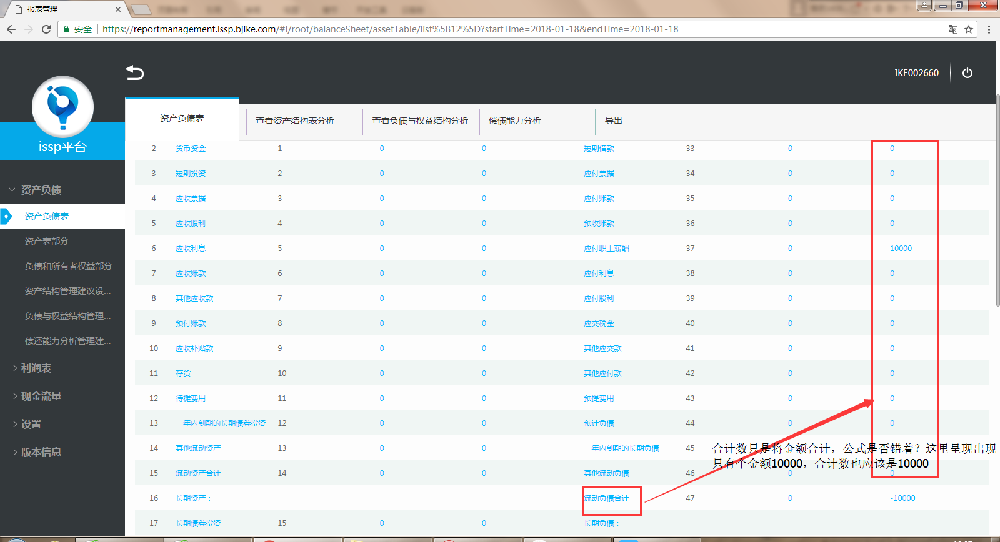 报表管理
安全 https://reportmanagement.issp.bjike.com/#!/root/balanceSheet/assetTable/list%5B12%5D?startTime=2018-01-18&endTime=2018-01-18
IKE002660
issp平台
资产负债
资产负债表
资产表部分
负债和所有者权益部分
资产结构管理建议设...
负债与权益结构管理...
偿还能力分析管理建...
利润表
现金流量
设置
版本信息
资产负债表 查看资产结构表分析 查看负债与权益结构分析 偿债能力分析 导出
2 货币资金 1 0 0 短期借款 33 0 0
3 短期投资 2 0 0 应付票据 34 0 0
4 应收票据 3 0 0 应付账款 35 0 0
5 应收股利 4 0 0 预收账款 36 0 0
6 应收利息 5 0 0 应付职工薪酬 37 0 10000
7 应收账款 6 0 0 应付利息 38 0 0
8 其他应收款 7 0 0 应付股利 39 0 0
9 预付账款 8 0 0 应交税金 40 0 0
10 应收补贴款 9 0 0 其他应交款 41 0 0
11 存货 10 0 0 其他应付款 42 0 0
12 待摊费用 11 0 0 预提费用 43 0 0
13 一年内到期的长期债券投资 12 0 0 预计负债 44 0 0
14 其他流动资产 13 0 0 一年内到期的长期负债 45
15 流动资产合计 14 0 0 其他流动负债 46 0 0
16 长期资产： 流动负债合计 47 0 -10000
17 长期债券投资 15 0 0 长期负债：
合计数只是将金额合计，公式是否错着？这里呈现出现
只有个金额10000，合计数也应该是10000